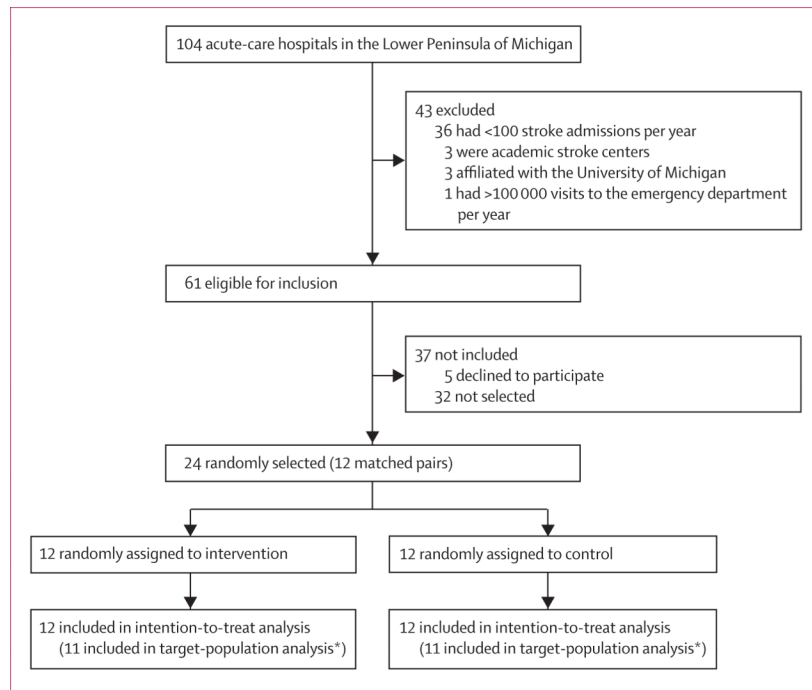 104 acute-care hospitals in the Lower Peninsula of Michigan
43 excluded
36 had <100 stroke admissions per year
3 were academic stroke centers
3 affiliated with the University of Michigan
1 had >100 000 visits to the emergency department
per year
61 eligible for inclusion
37 not included
5 declined to participate
32 not selected
24 randomly selected (12 matched pairs)
12 randomly assigned to intervention
12 randomly assigned to control
12 included in intention-to-treat analysis
(11 included in target-population analysis*)
12 included in intention-to-treat analysis
(11 included in target-population analysis*)